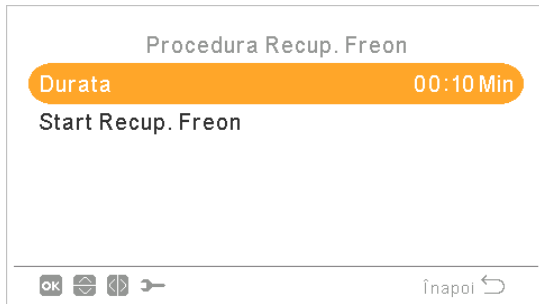 Procedura Recup. Freon
Durata 00:10 Min
Start Recup. Freon
OK înapoi